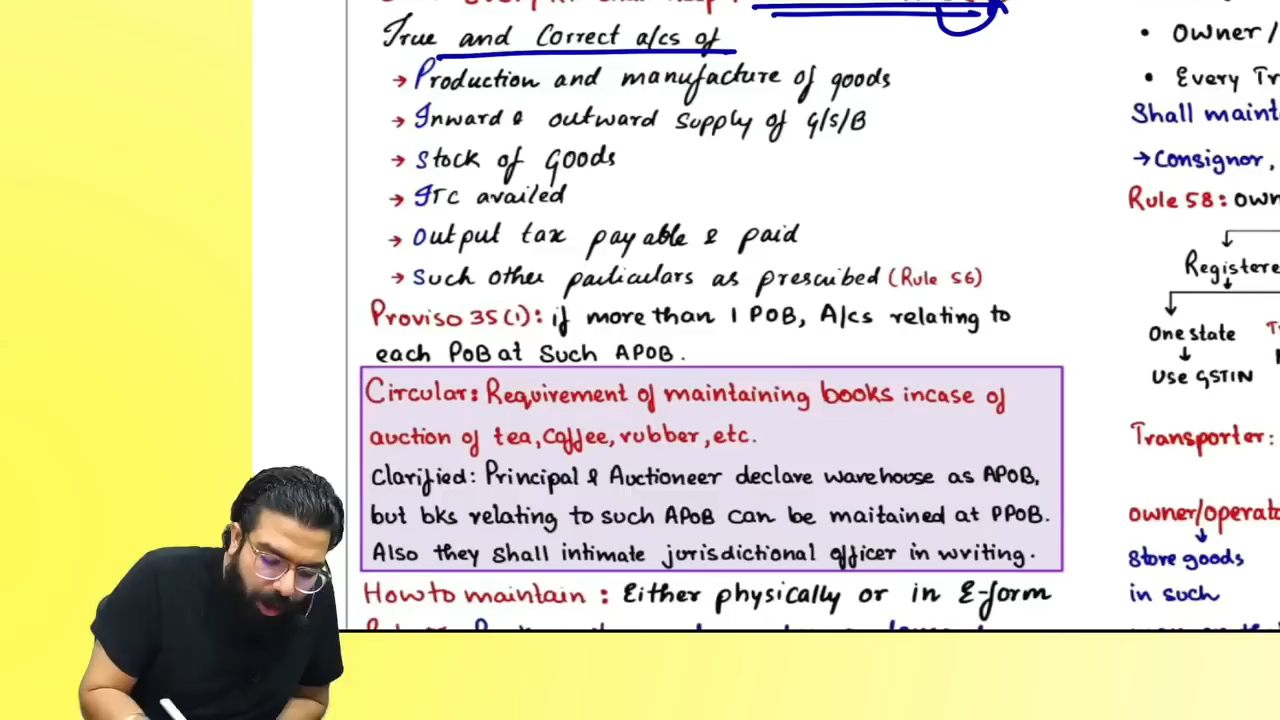 True and Correct a/cs of
→ Production and manufacture of goods
→ Inward & outward supply of G/S/B
→ Stock of Goods
→ ITC availed
→ Output tax payable & paid
→ Such other particulars as prescribed (Rule 56)
Proviso 35(1): if more than 1 POB, A/cs relating to
each PoB at Such APOB.
Circular: Requirement of maintaining books incase of
auction of tea, Coffee, rubber, etc.
Clarified: Principal & Auctioneer declare warehouse as APOB,
but bks relating to such APoB can be maitained at PPOB.
Also they shall intimate jurisdictional officer in writing.
How to maintain : Either physically or in E-form
• Owner /
• Every Tr
Shall maint
→ Consignor,
Rule 58: own
Registere
One state
↓
Use GSTIN
Transporter:
owner/operato
↓
Store goods
in such